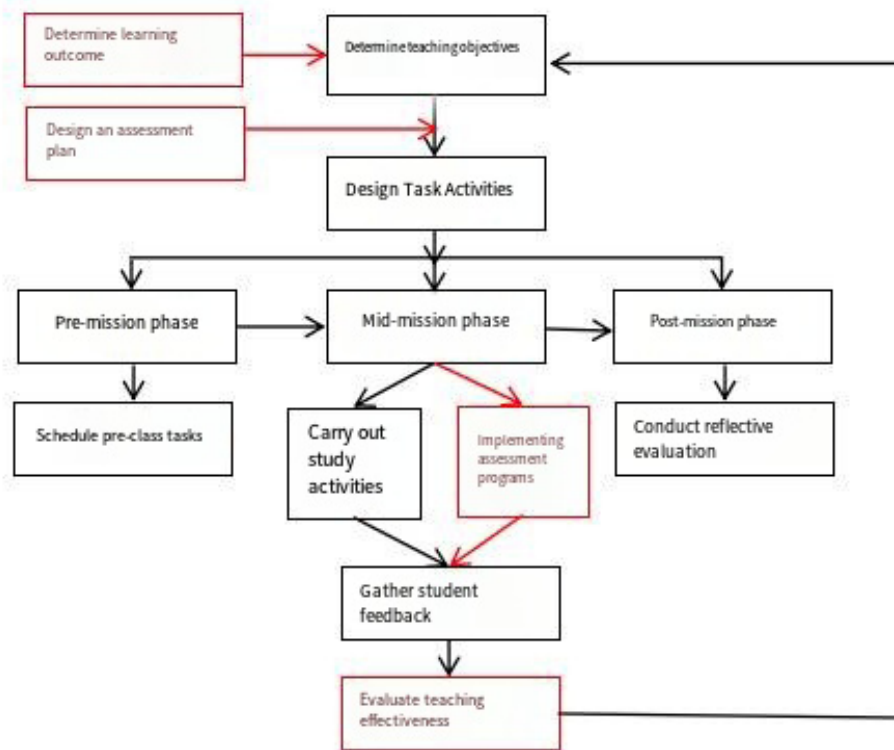 Determine learning
outcome
Determine teaching objectives
Design an assessment
plan
Design Task Activities
Pre-mission phase
Mid-mission phase
Post-mission phase
Schedule pre-class tasks
Carry out
study
activities
Implementing
assessment
programs
Conduct reflective
evaluation
Gather student
feedback
Evaluate teaching
effectiveness